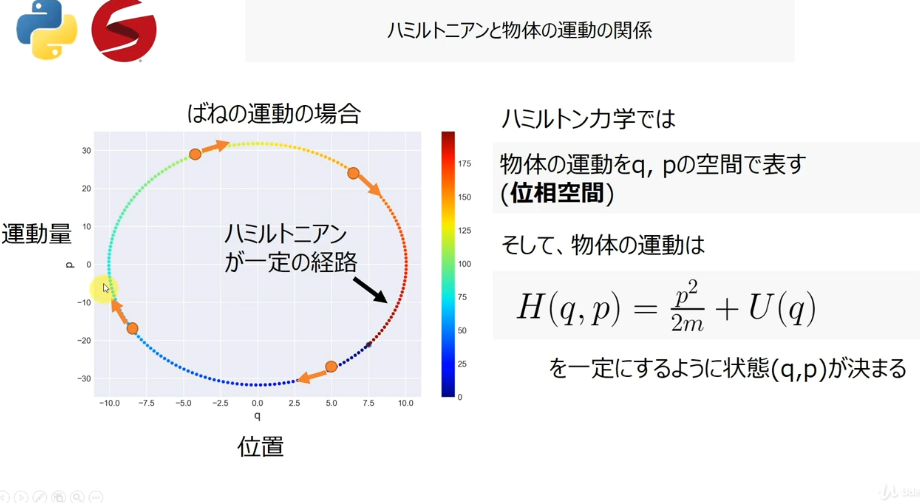 ハミルトニアンと物体の運動の関係
ばねの運動の場合
30
20
10
0
−10
−20
−30
−10.0 −7.5 −5.0 −2.5 0.0 2.5 5.0 7.5 10.0
p
q
運動量
位置
ハミルトニアン
が一定の経路
175
150
125
100
75
50
25
0
ハミルトン力学では
物体の運動をq, pの空間で表す
(位相空間)
そして、物体の運動は
H(q, p) = p²/2m + U(q)
を一定にするように状態(q,p)が決まる